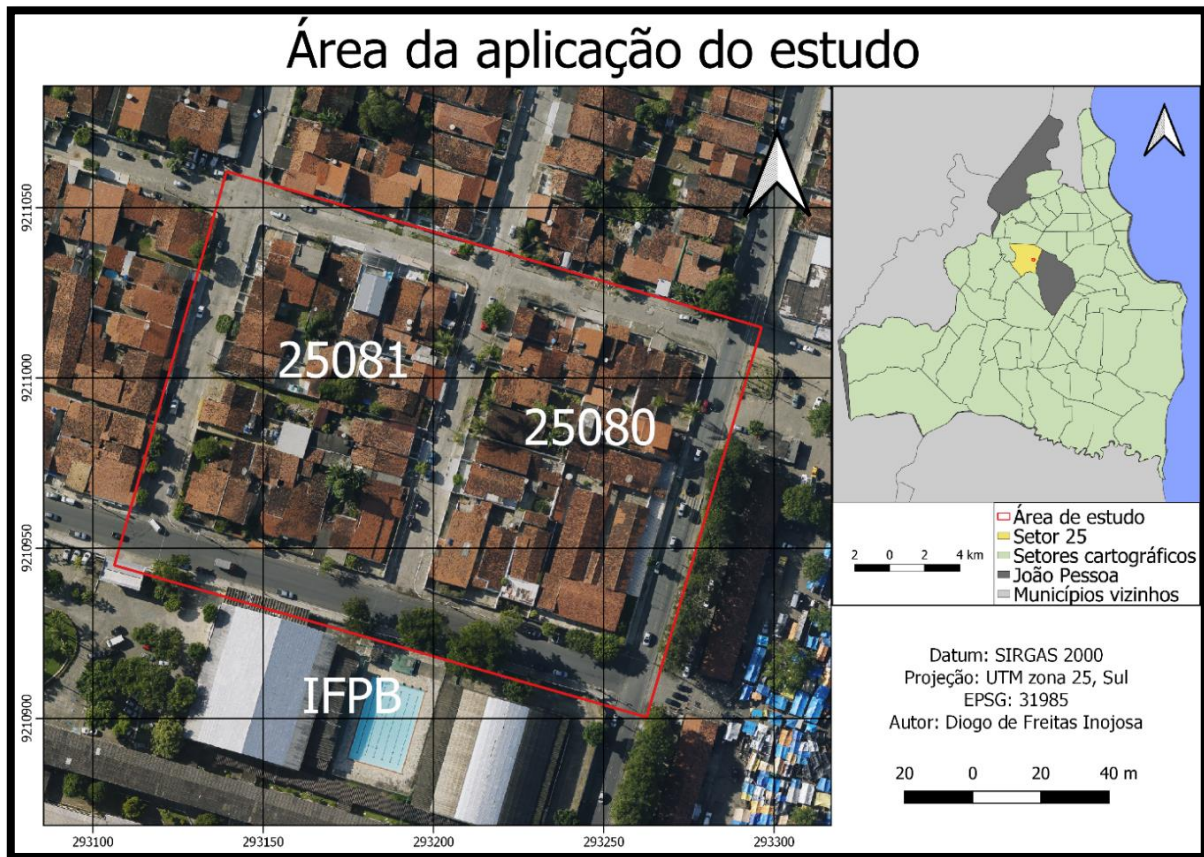 Área da aplicação do estudo
9211050
9211000
9210950
9210900
25081
25080
IFPB
293100
293150
293200
293250
293300
Área de estudo
Setor 25
Setores cartográficos
João Pessoa
Municípios vizinhos
2 0 2 4 km
Datum: SIRGAS 2000
Projeção: UTM zona 25, Sul
EPSG: 31985
Autor: Diogo de Freitas Inojosa
20 0 20 40 m